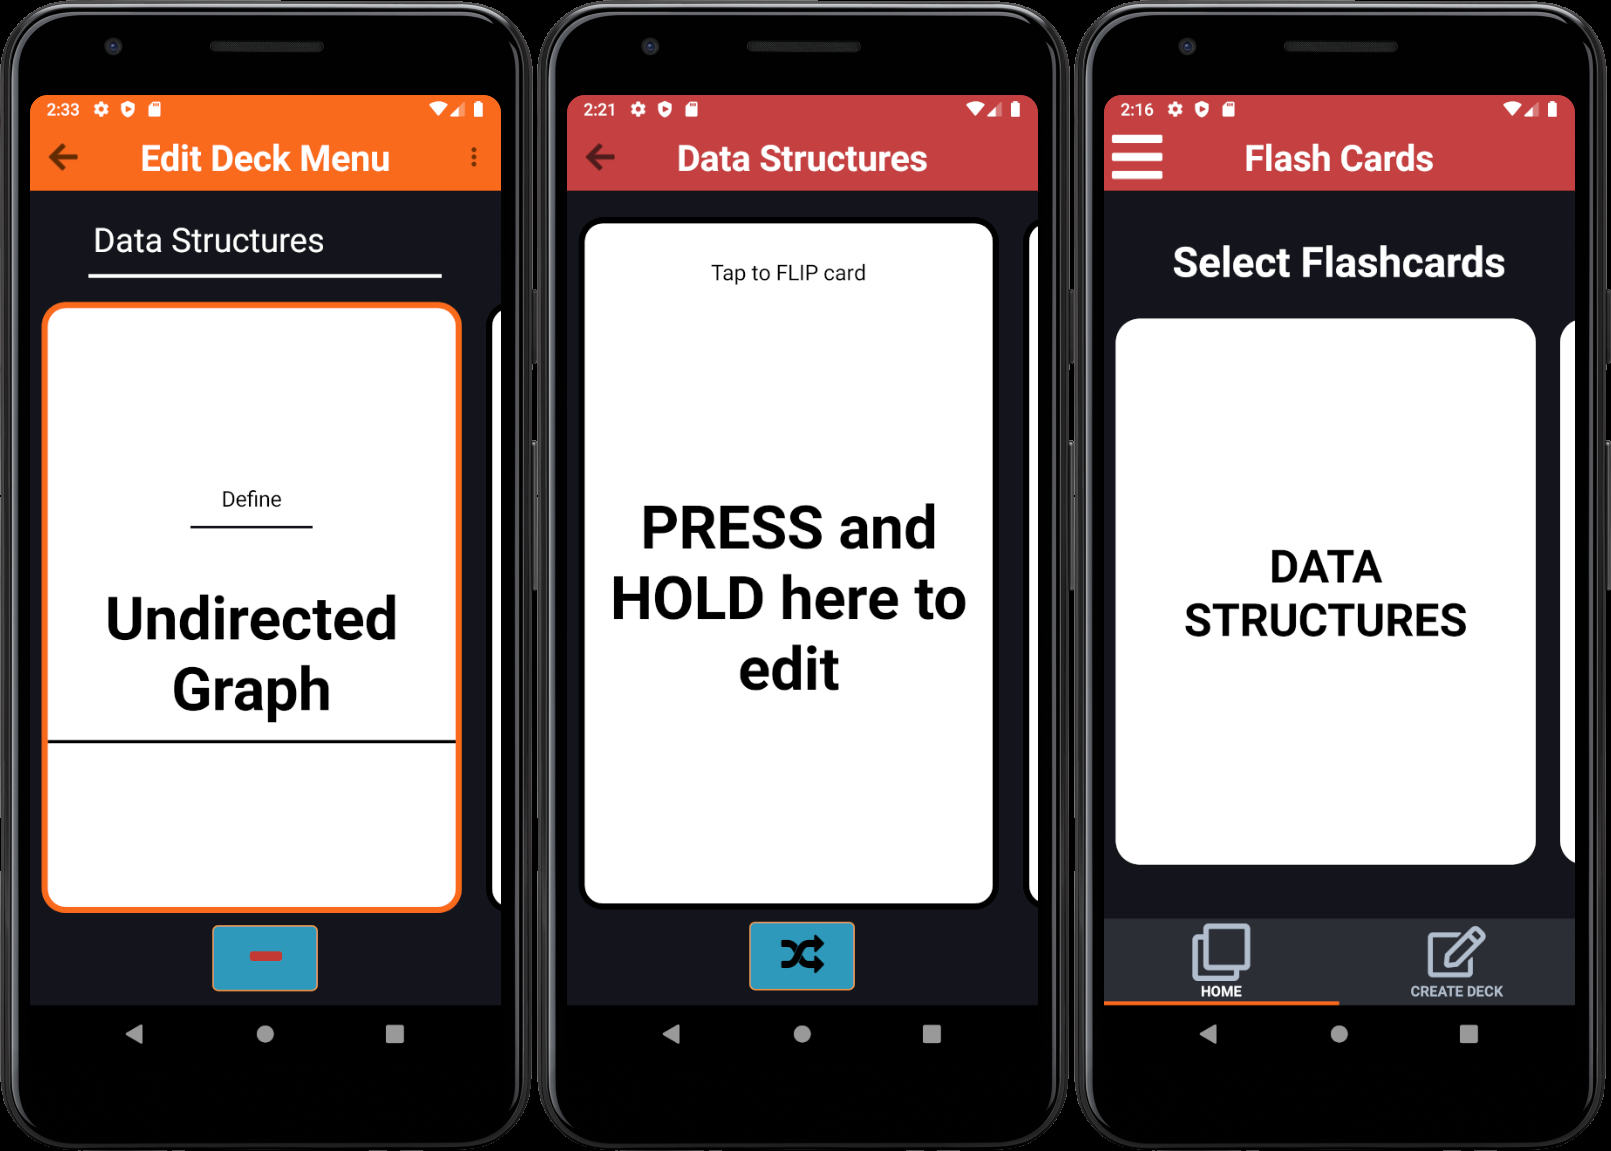 2:33
Edit Deck Menu
Data Structures
Define
Undirected
Graph
2:21
Data Structures
Tap to FLIP card
PRESS and
HOLD here to
edit
2:16
Flash Cards
Select Flashcards
DATA
STRUCTURES
HOME
CREATE DECK